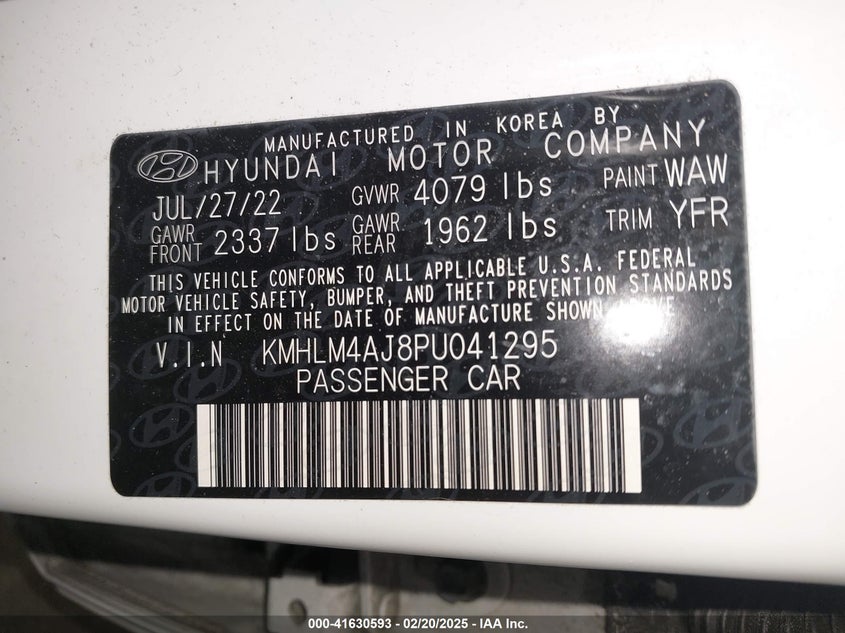 MANUFACTURED IN KOREA BY
HYUNDAI MOTOR COMPANY
JUL/27/22 GVWR 4079 lbs PAINT WAW
GAWR FRONT 2337 lbs GAWR REAR 1962 lbs TRIM YFR
THIS VEHICLE CONFORMS TO ALL APPLICABLE U.S.A. FEDERAL
MOTOR VEHICLE SAFETY, BUMPER, AND THEFT PREVENTION STANDARDS
IN EFFECT ON THE DATE OF MANUFACTURE SHOWN ABOVE
V.I.N KMHLM4AJ8PU041295
PASSENGER CAR
000-41630593 - 02/20/2025 - IAA Inc.